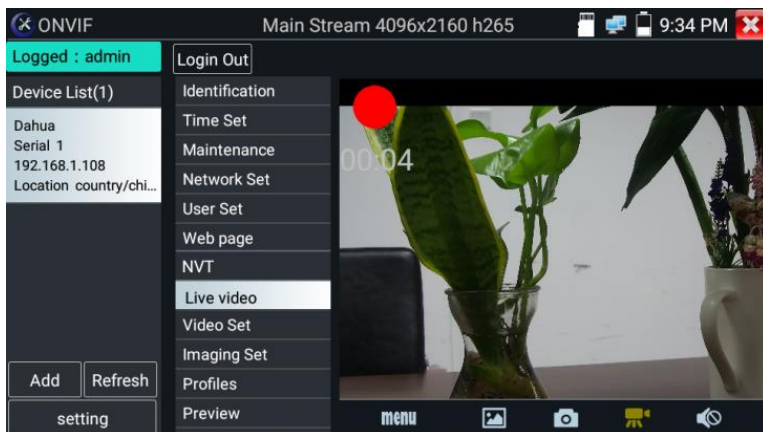 ONVIF
Main Stream 4096x2160 h265
9:34 PM
Logged : admin
Login Out
Device List(1)
Dahua
Serial 1
192.168.1.108
Location country/chi...
Add
Refresh
setting
Identification
Time Set
Maintenance
Network Set
User Set
Web page
NVT
Live video
Video Set
Imaging Set
Profiles
Preview
00:04
menu